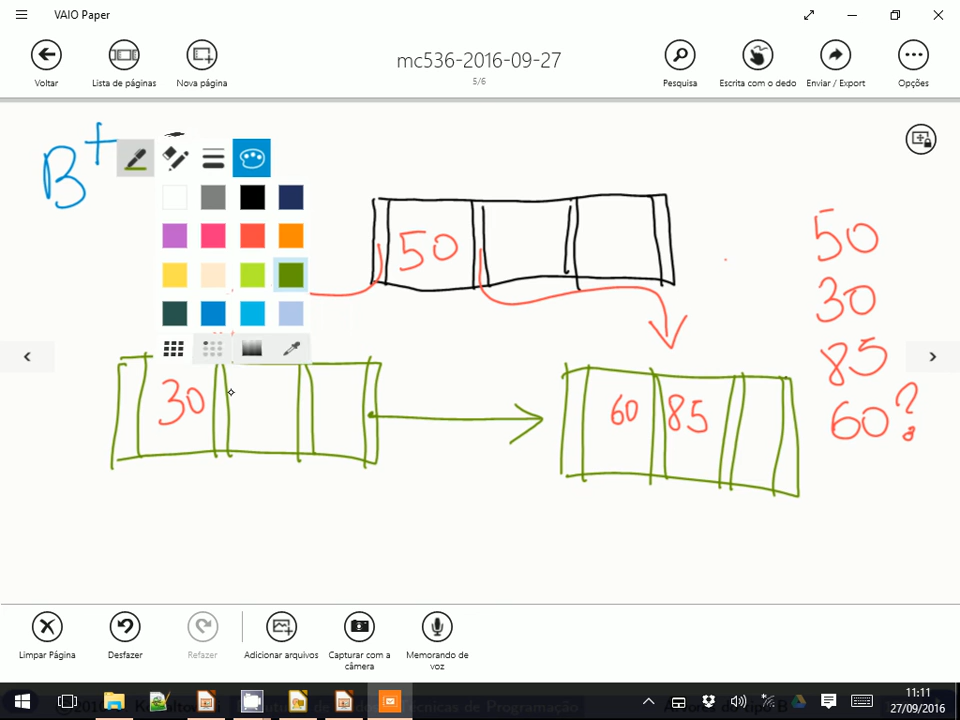 VAIO Paper
Voltar
Lista de páginas
Nova página
mc536-2016-09-27
5/6
Pesquisa
Escrita com o dedo
Enviar / Export
Opções
B+
50
50
30
85
60?
30
60 85
Limpar Página
Desfazer
Refazer
Adicionar arquivos
Capturar com a
câmera
Memorando de
voz
11:11
27/09/2016